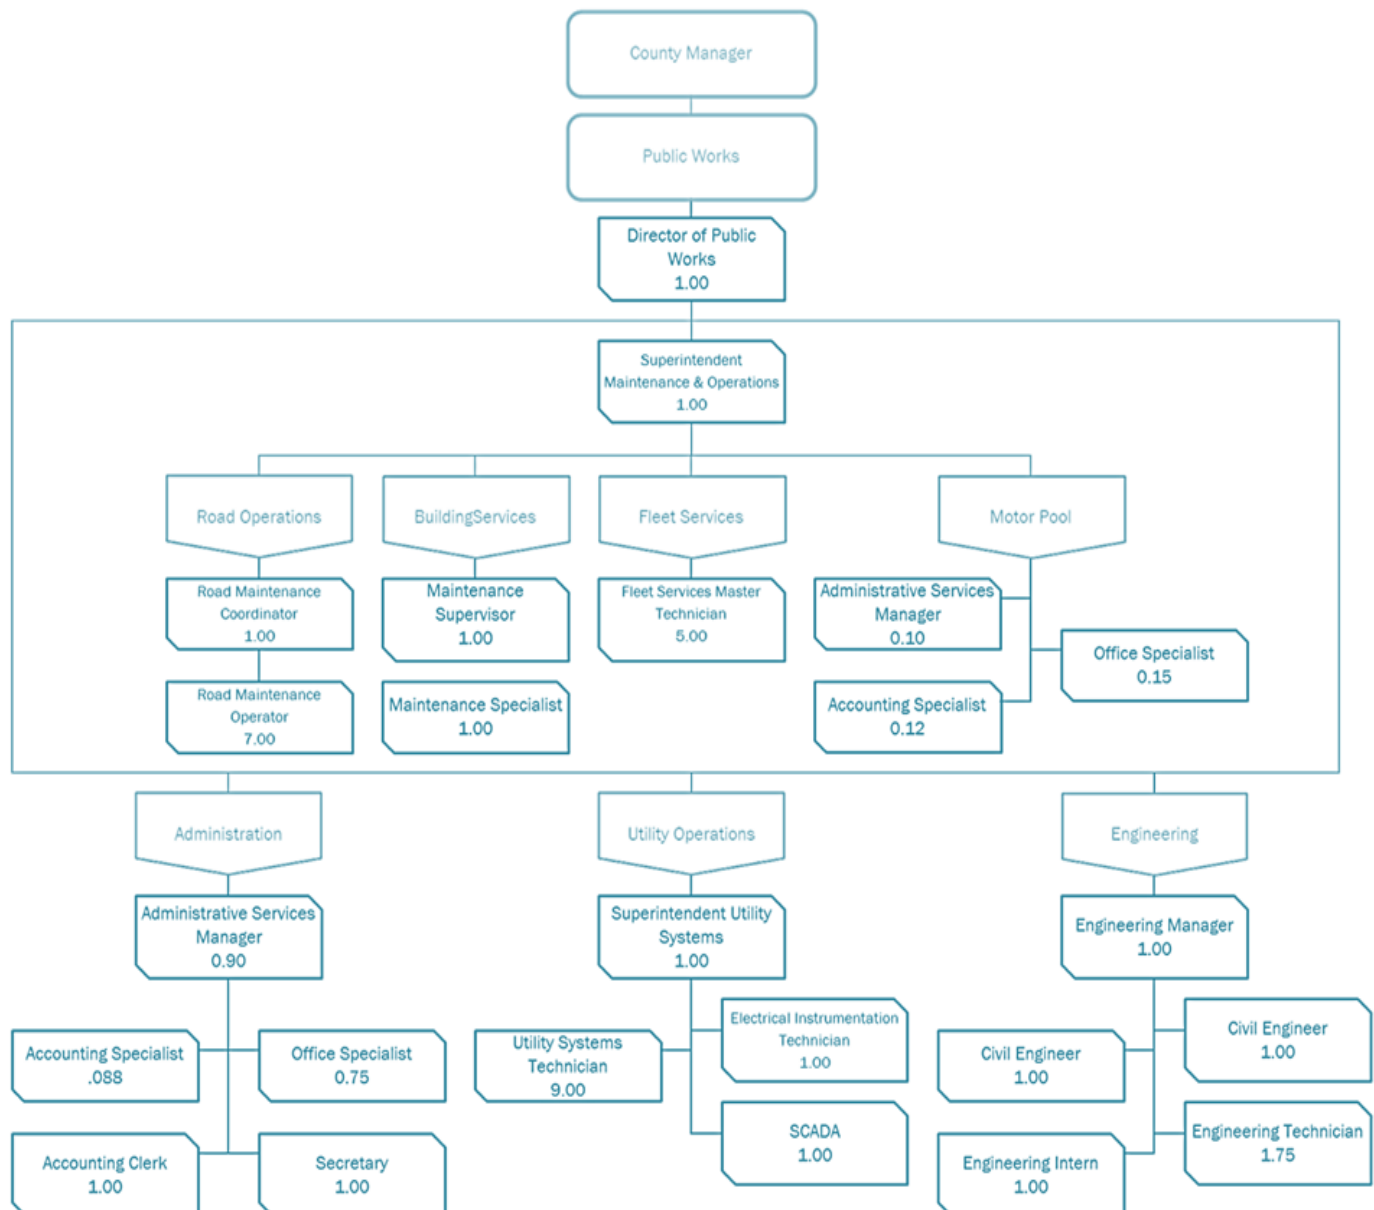 County Manager
Public Works
Director of Public
Works
1.00
Superintendent
Maintenance & Operations
1.00
Road Operations
BuildingServices
Fleet Services
Motor Pool
Road Maintenance
Coordinator
1.00
Maintenance
Supervisor
1.00
Fleet Services Master
Technician
5.00
Administrative Services
Manager
0.10
Office Specialist
0.15
Road Maintenance
Operator
7.00
Maintenance Specialist
1.00
Accounting Specialist
0.12
Administration
Utility Operations
Engineering
Administrative Services
Manager
0.90
Superintendent Utility
Systems
1.00
Engineering Manager
1.00
Accounting Specialist
.088
Office Specialist
0.75
Utility Systems
Technician
9.00
Electrical Instrumentation
Technician
1.00
Civil Engineer
1.00
Civil Engineer
1.00
Accounting Clerk
1.00
Secretary
1.00
SCADA
1.00
Engineering Intern
1.00
Engineering Technician
1.75